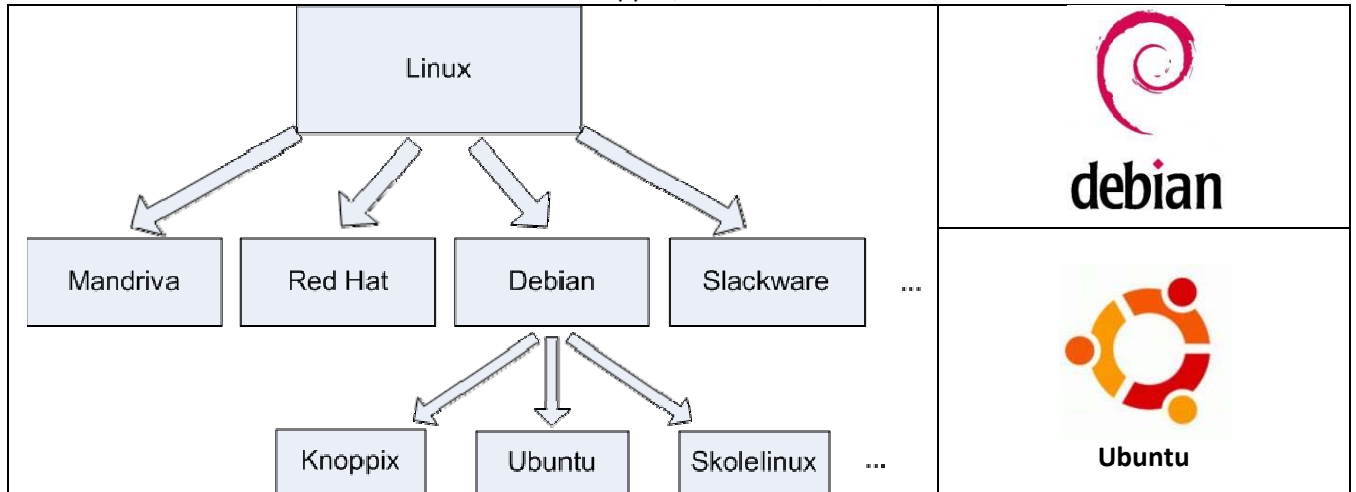 Linux
Mandriva
Red Hat
Debian
Slackware
...
Knoppix
Ubuntu
Skolelinux
...
debian
Ubuntu